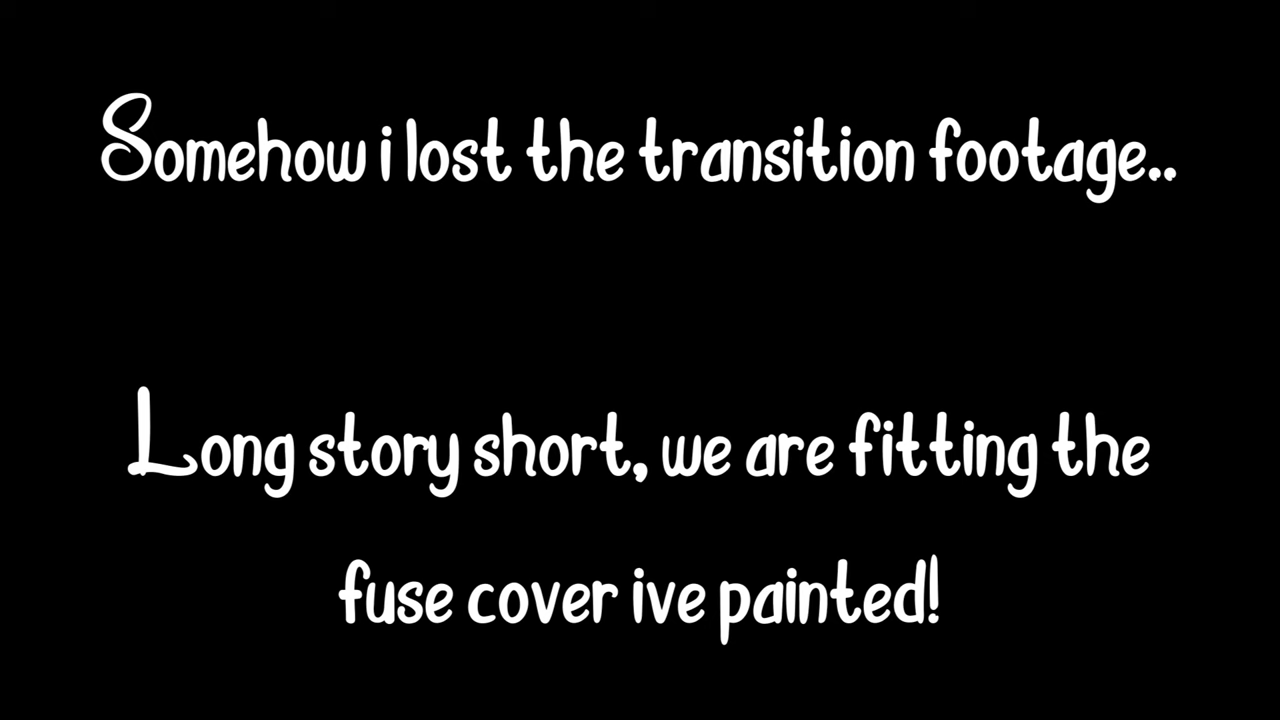 Somehow i lost the transition footage..
Long story short, we are fitting the
fuse cover ive painted!